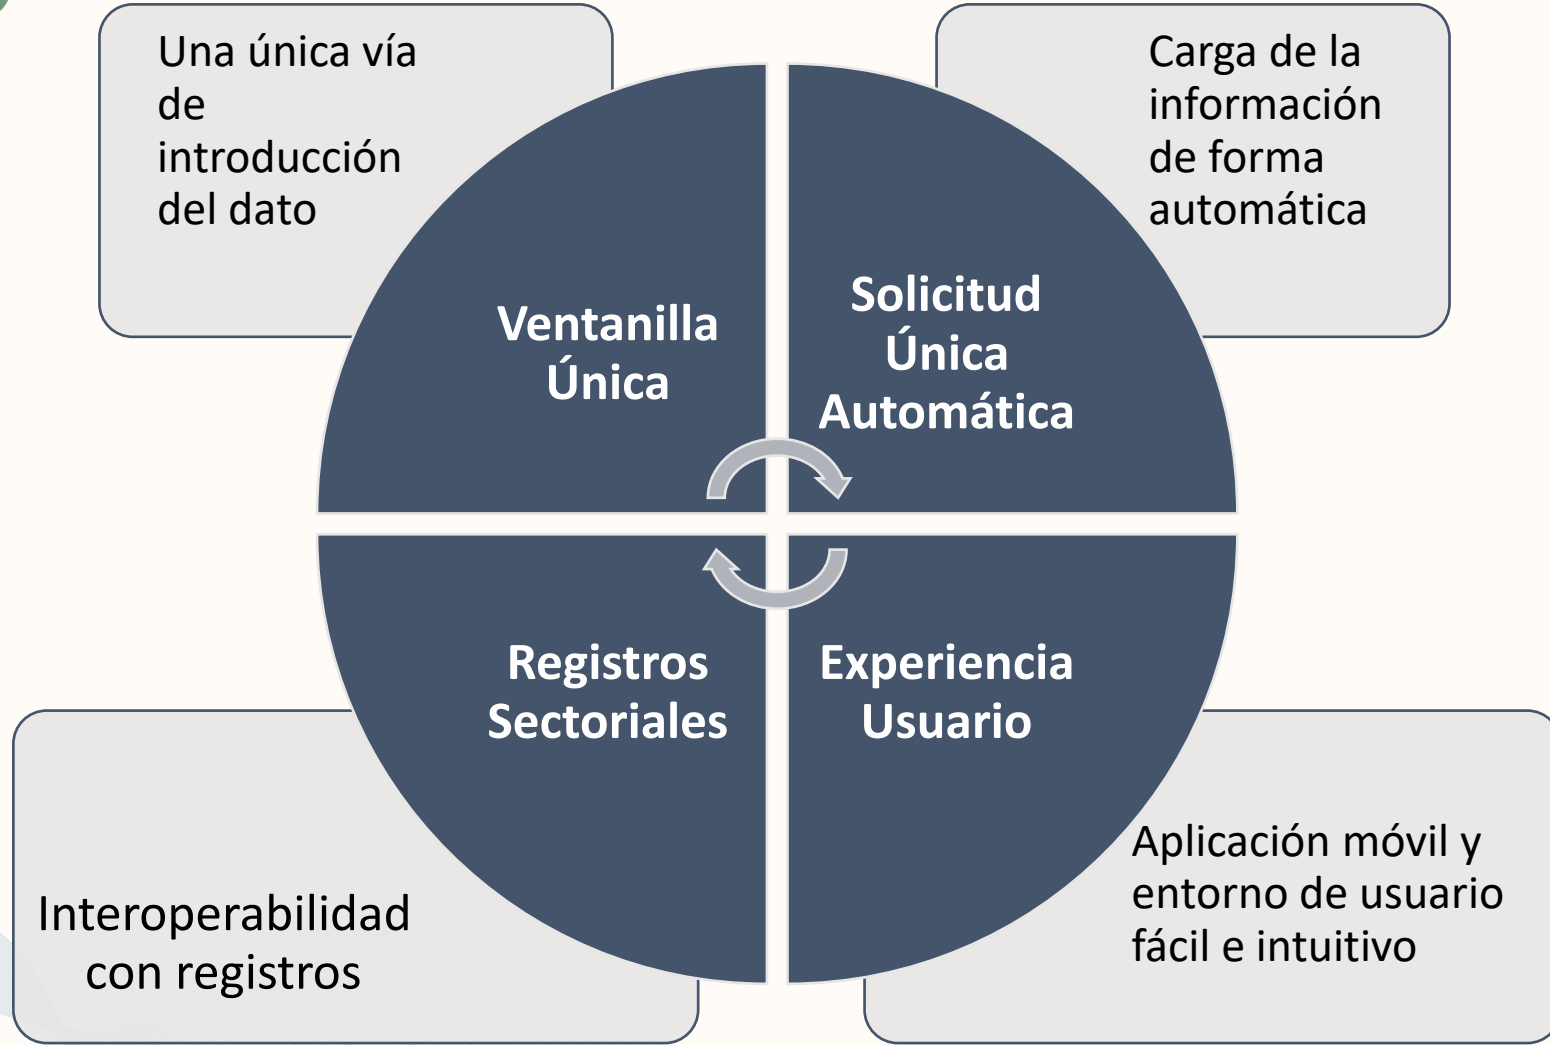 Una única vía
de
introducción
del dato
Carga de la
información
de forma
automática
Ventanilla
Única
Solicitud
Única
Automática
Registros
Sectoriales
Experiencia
Usuario
Interoperabilidad
con registros
Aplicación móvil y
entorno de usuario
fácil e intuitivo